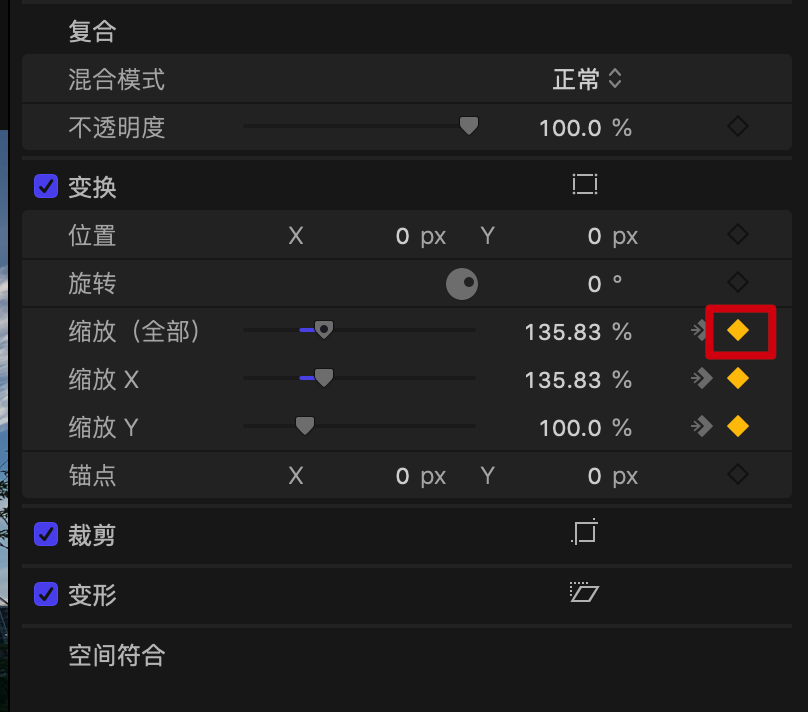 复合
混合模式 正常
不透明度 100.0 %
变换
位置 X 0 px Y 0 px
旋转 0 °
缩放（全部） 135.83 %
缩放 X 135.83 %
缩放 Y 100.0 %
锚点 X 0 px Y 0 px
裁剪
变形
空间符合